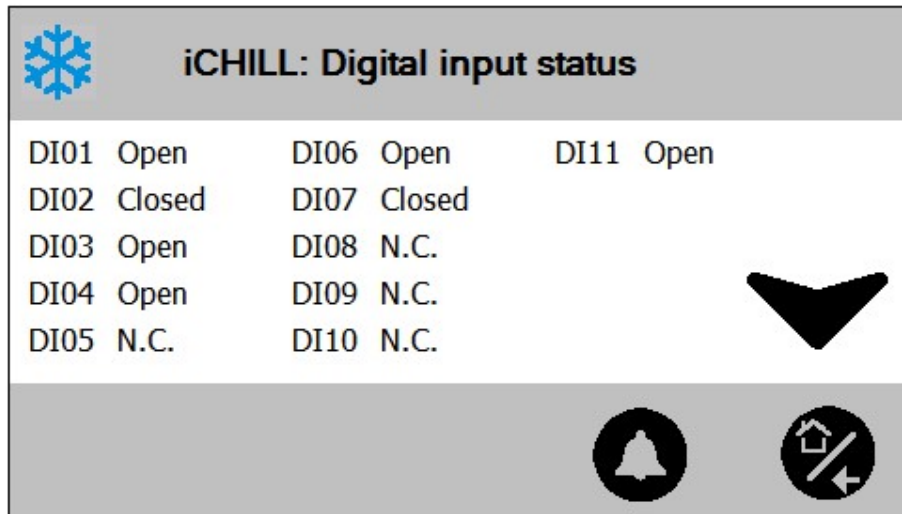 iCHILL: Digital input status
DI01 Open DI06 Open DI11 Open
DI02 Closed DI07 Closed
DI03 Open DI08 N.C.
DI04 Open DI09 N.C.
DI05 N.C. DI10 N.C.